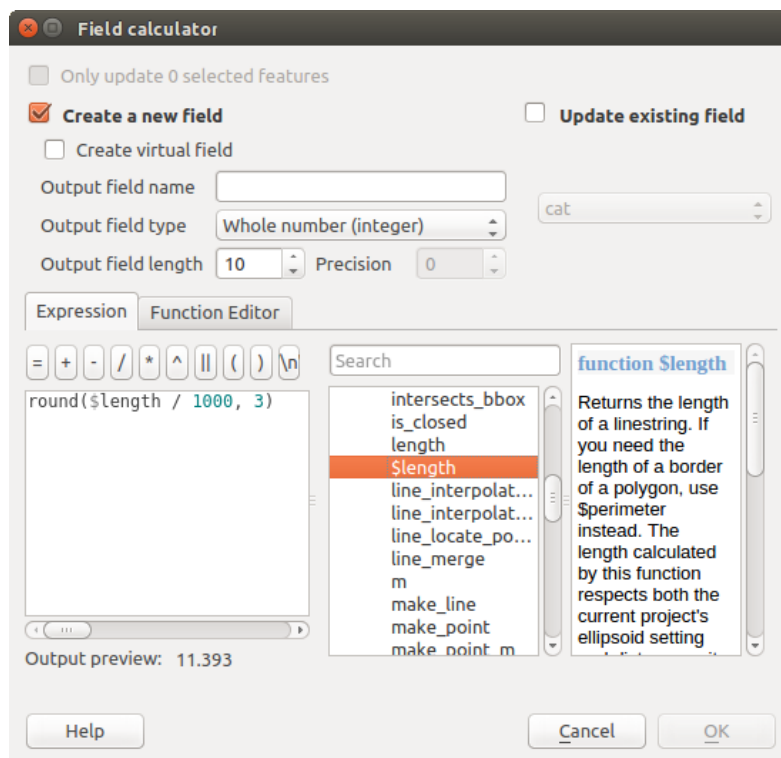 Field calculator
Only update 0 selected features
Create a new field
Update existing field
Create virtual field
Output field name
cat
Output field type Whole number (integer)
Output field length 10 Precision 0
Expression Function Editor
= + - / * ^ || ( ) \n
Search
round($length / 1000, 3)
intersects_bbox
is_closed
length
$length
line_interpolat...
line_interpolat...
line_locate_po...
line_merge
m
make_line
make_point
make_point_m
function $length
Returns the length
of a linestring. If
you need the
length of a border
of a polygon, use
$perimeter
instead. The
length calculated
by this function
respects both the
current project's
ellipsoid setting
Output preview: 11.393
Help
Cancel
OK